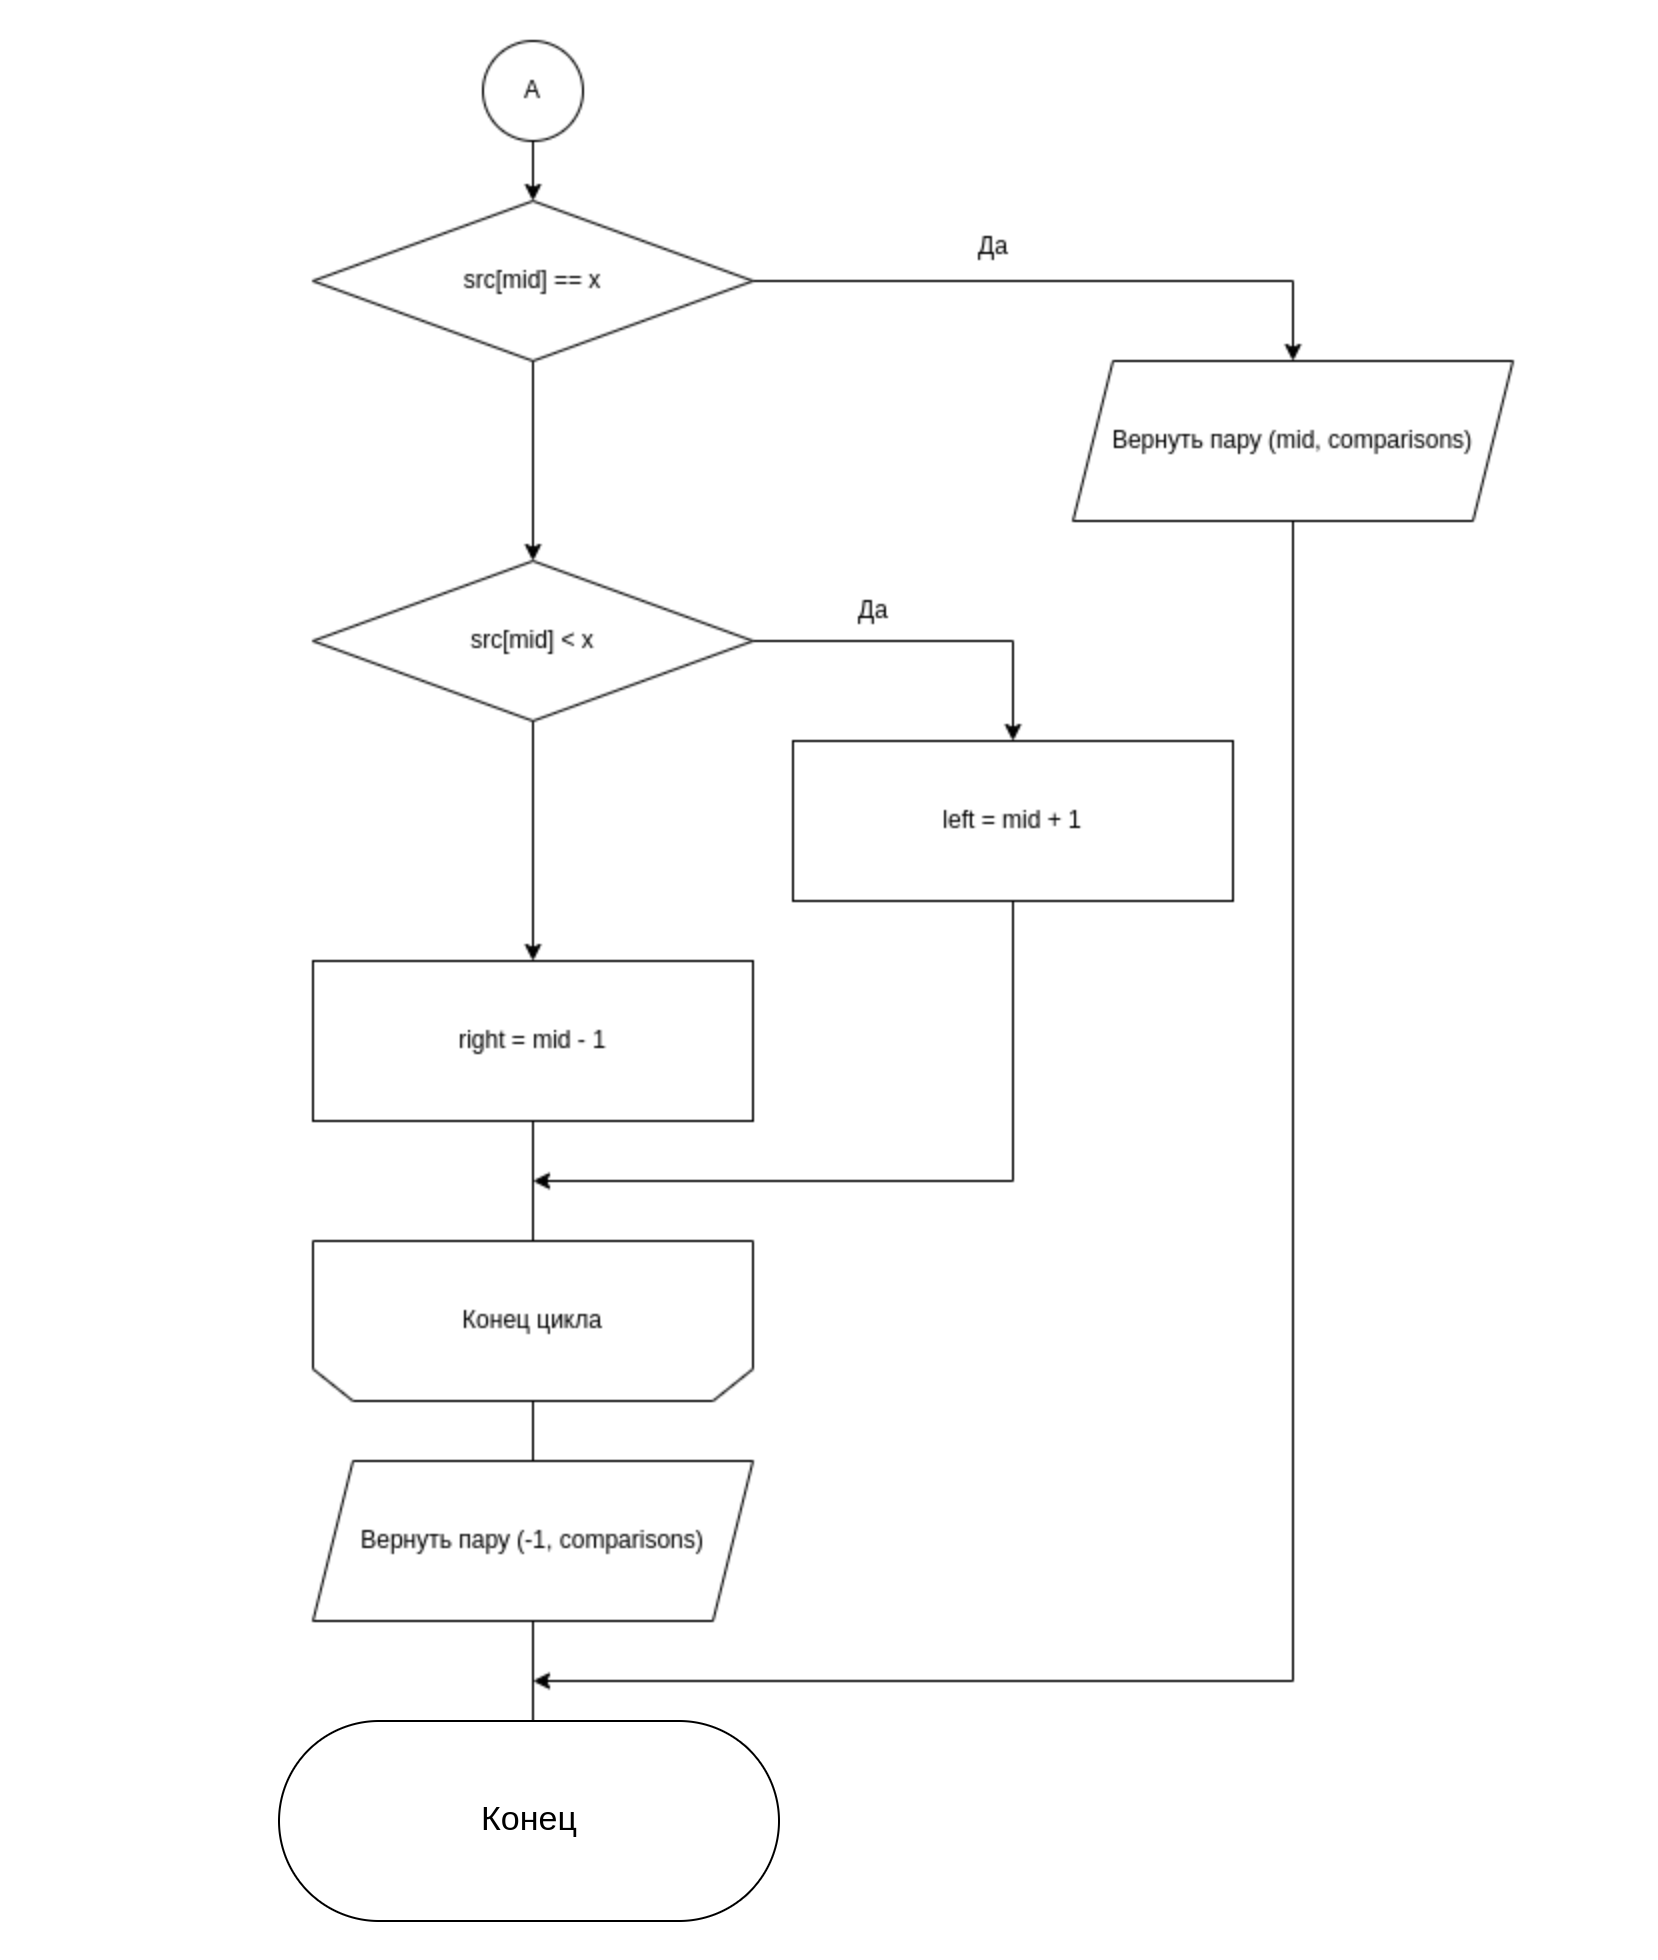 A
Да
src[mid] == x
Вернуть пару (mid, comparisons)
Да
src[mid] < x
left = mid + 1
right = mid - 1
Конец цикла
Вернуть пару (-1, comparisons)
Конец